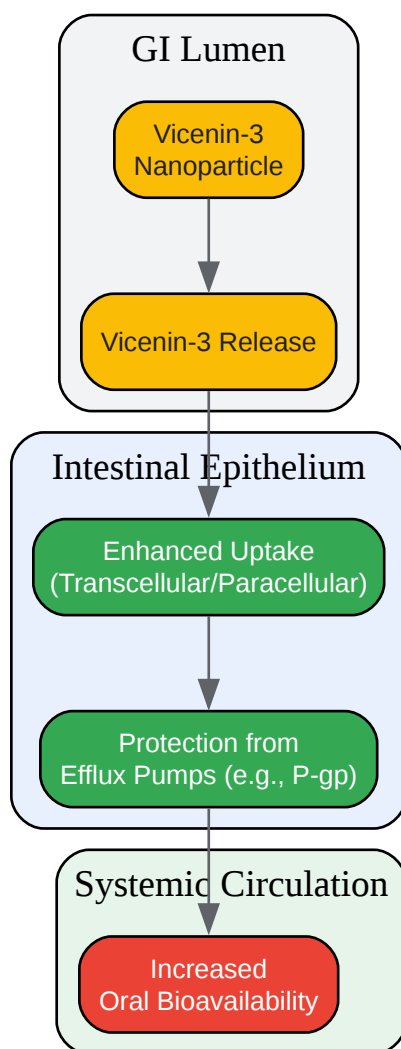 GI Lumen
Vicenin-3
Nanoparticle
Vicenin-3 Release
Intestinal Epithelium
Enhanced Uptake
(Transcellular/Paracellular)
Protection from
Efflux Pumps (e.g., P-gp)
Systemic Circulation
Increased
Oral Bioavailability